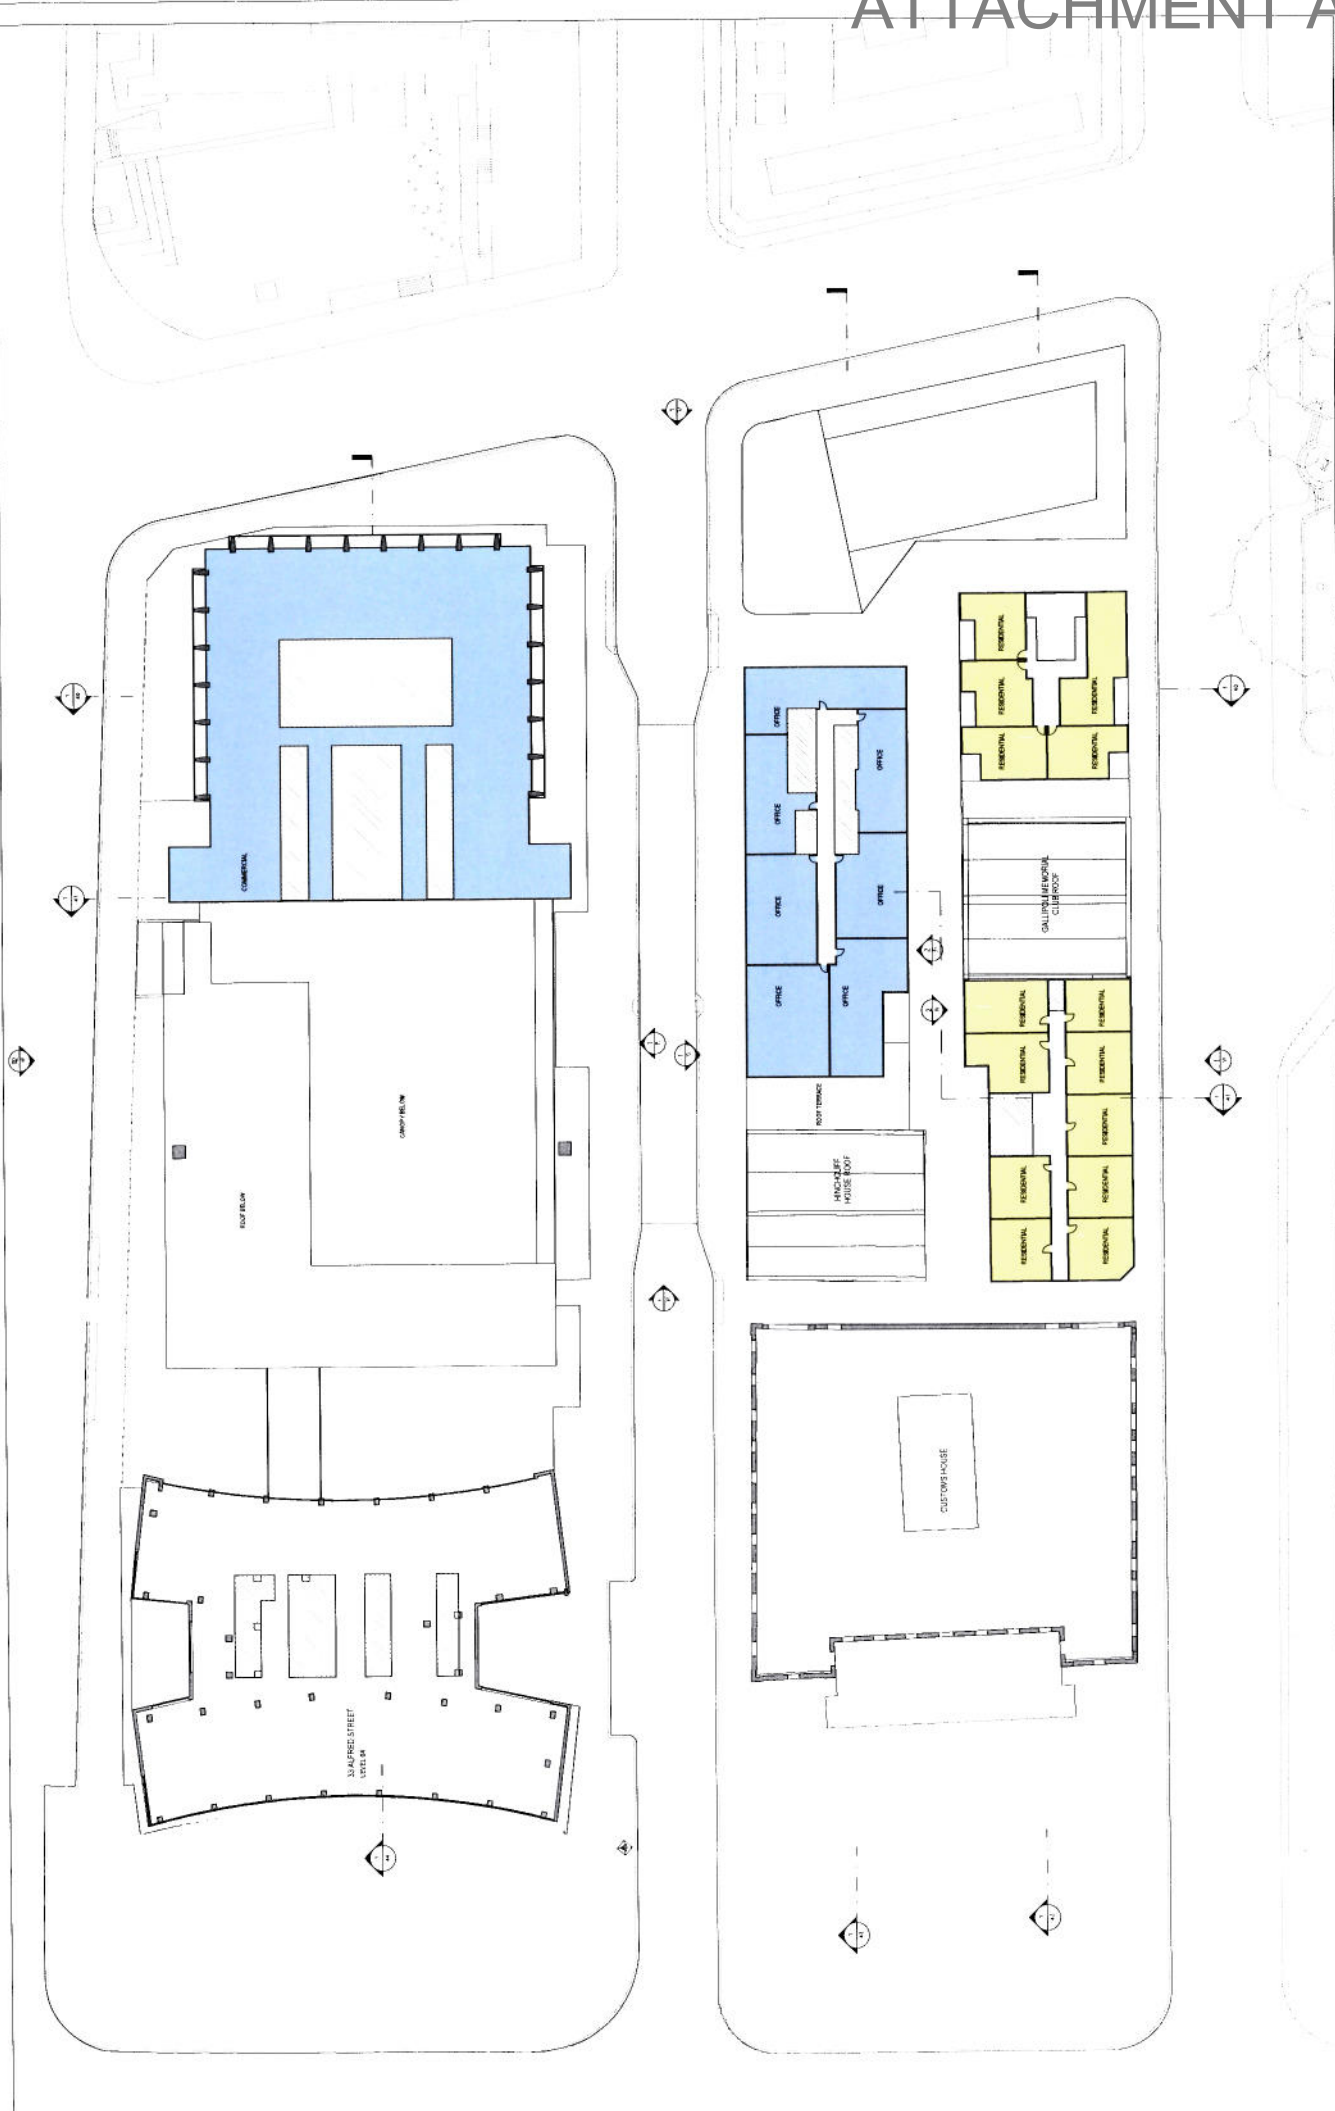 ATTACHMENT A
RESIDENTIAL
RESIDENTIAL
RESIDENTIAL
RESIDENTIAL
RESIDENTIAL
OFFICE
OFFICE
OFFICE
OFFICE
OFFICE
OFFICE
OFFICE
COMMERCIAL
GALLIPOLI MEMORIAL
CLUB ROOF
RESIDENTIAL
RESIDENTIAL
RESIDENTIAL
RESIDENTIAL
RESIDENTIAL
RESIDENTIAL
RESIDENTIAL
RESIDENTIAL
RESIDENTIAL
ROOF TERRACE
CANOPY BELOW
HINCHCLIFF
HOUSE ROOF
ROOF BELOW
CUSTOMS HOUSE
33 ALFRED STREET
LEVEL 04